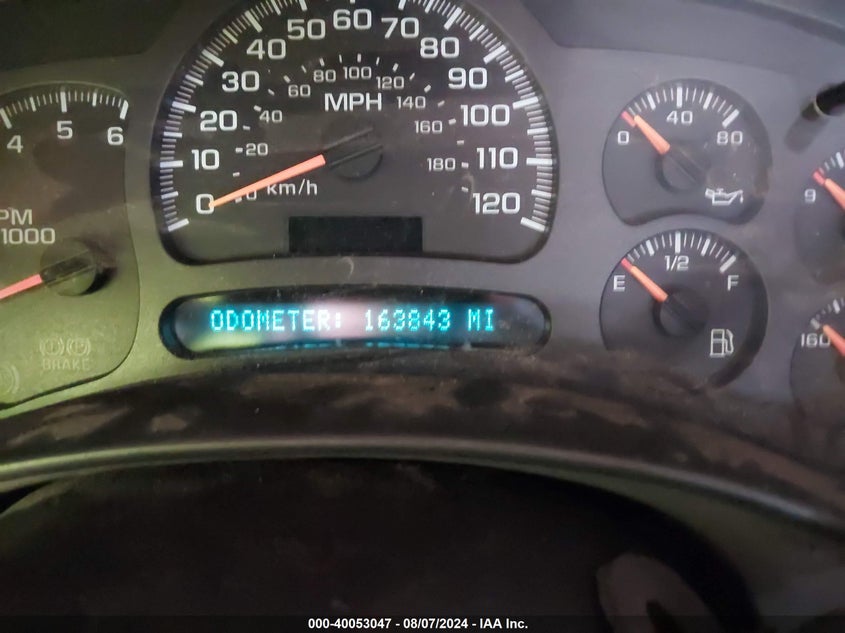 4 5 6
PM
1000
BRAKE
0 10 20 30 40 50 60 70 80 90 100 110 120
MPH
0 20 40 60 80 100 120 140 160 180
km/h
0 40 80
E 1/2 F
9
160
ODOMETER: 163843 MI
000-40053047 - 08/07/2024 - IAA Inc.